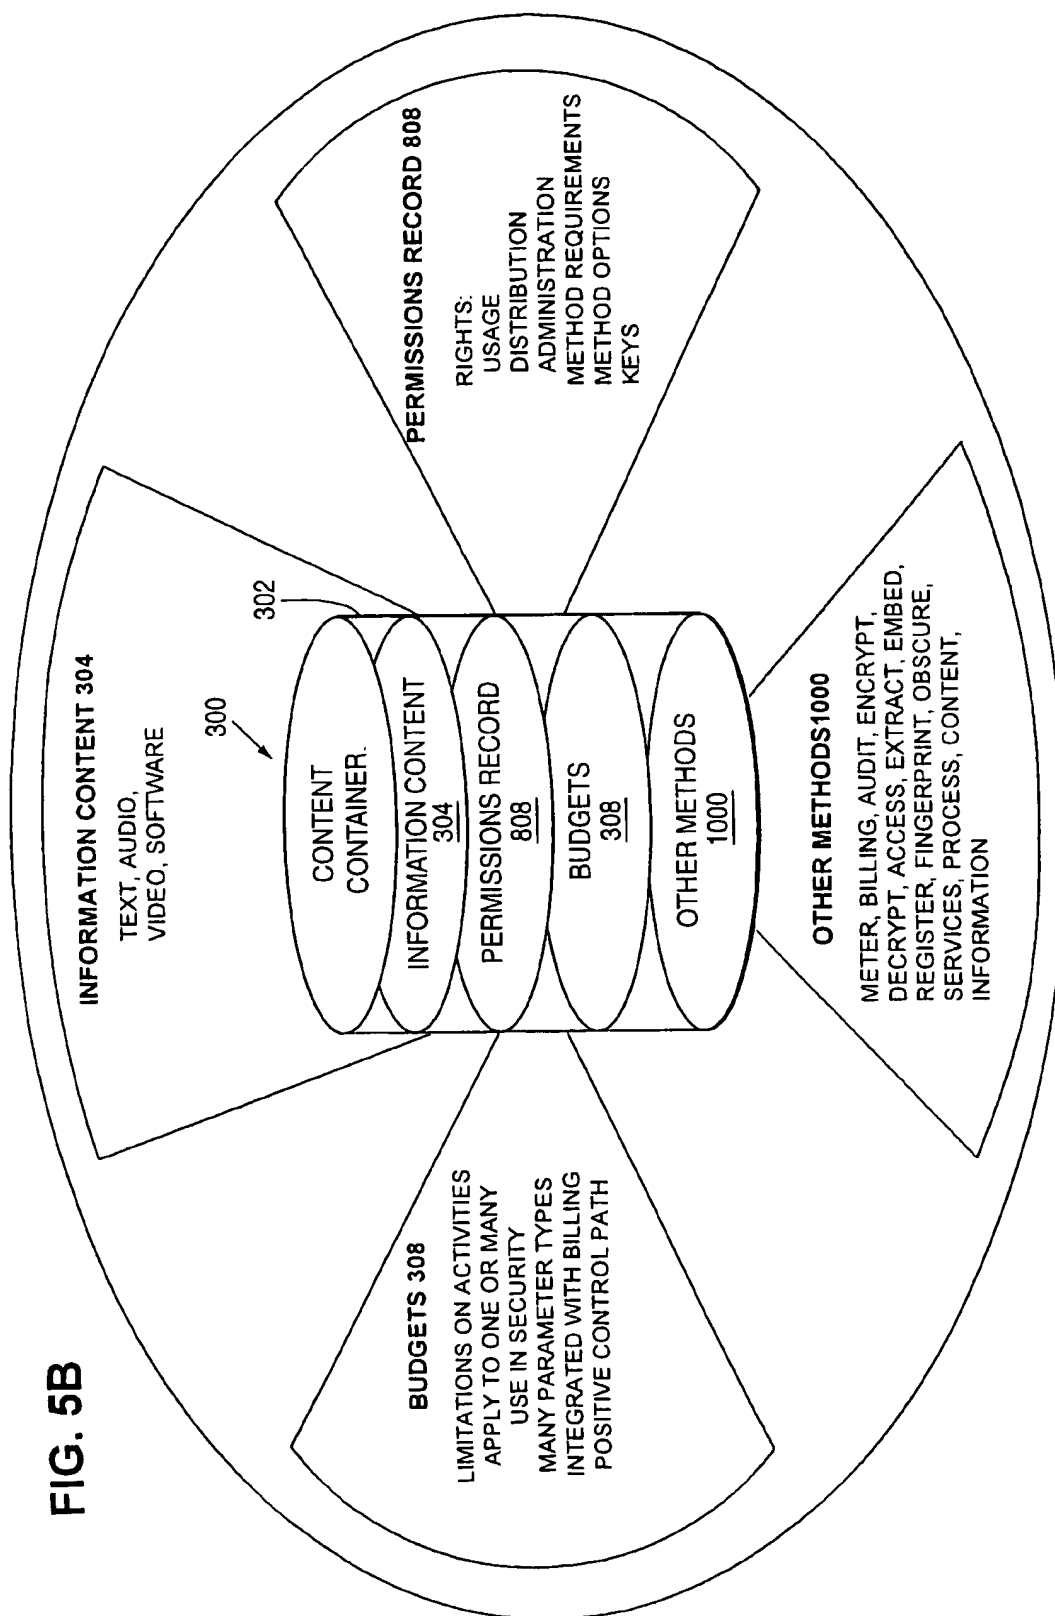 FIG. 5B
INFORMATION CONTENT 304
TEXT, AUDIO,
VIDEO, SOFTWARE
300
302
CONTENT
CONTAINER.
INFORMATION CONTENT
304
PERMISSIONS RECORD
808
BUDGETS
308
OTHER METHODS
1000
BUDGETS 308
LIMITATIONS ON ACTIVITIES
APPLY TO ONE OR MANY
USE IN SECURITY
MANY PARAMETER TYPES
INTEGRATED WITH BILLING
POSITIVE CONTROL PATH
PERMISSIONS RECORD 808
RIGHTS:
USAGE
DISTRIBUTION
ADMINISTRATION
METHOD REQUIREMENTS
METHOD OPTIONS
KEYS
OTHER METHODS1000
METER, BILLING, AUDIT, ENCRYPT,
DECRYPT, ACCESS, EXTRACT, EMBED,
REGISTER, FINGERPRINT, OBSCURE,
SERVICES, PROCESS, CONTENT,
INFORMATION